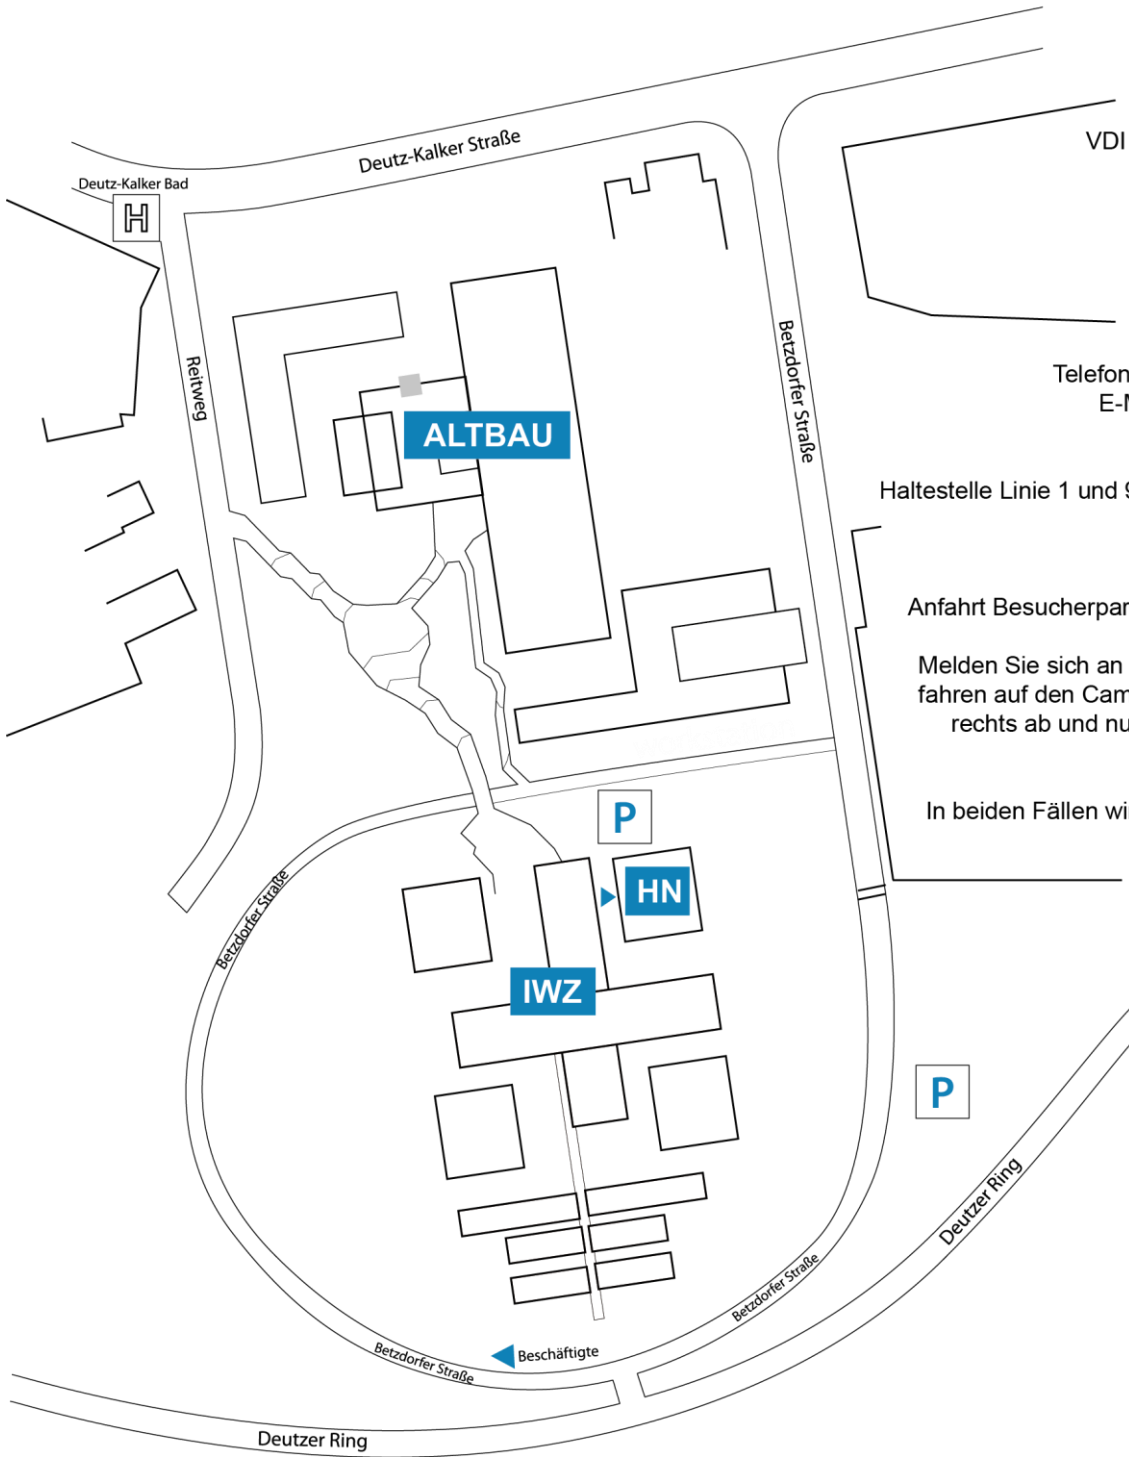 Deutz-Kalker Straße
VDI
Deutz-Kalker Bad
H
Reitweg
Betzdorfer Straße
Telefon
E-M
ALTBAU
Haltestelle Linie 1 und 9
Anfahrt Besucherpar
Melden Sie sich an
fahren auf den Cam
rechts ab und nu
In beiden Fällen wi
P
HN
Betzdorfer Straße
IWZ
P
Deutzer Ring
Betzdorfer Straße
Beschäftigte
Betzdorfer Straße
Deutzer Ring